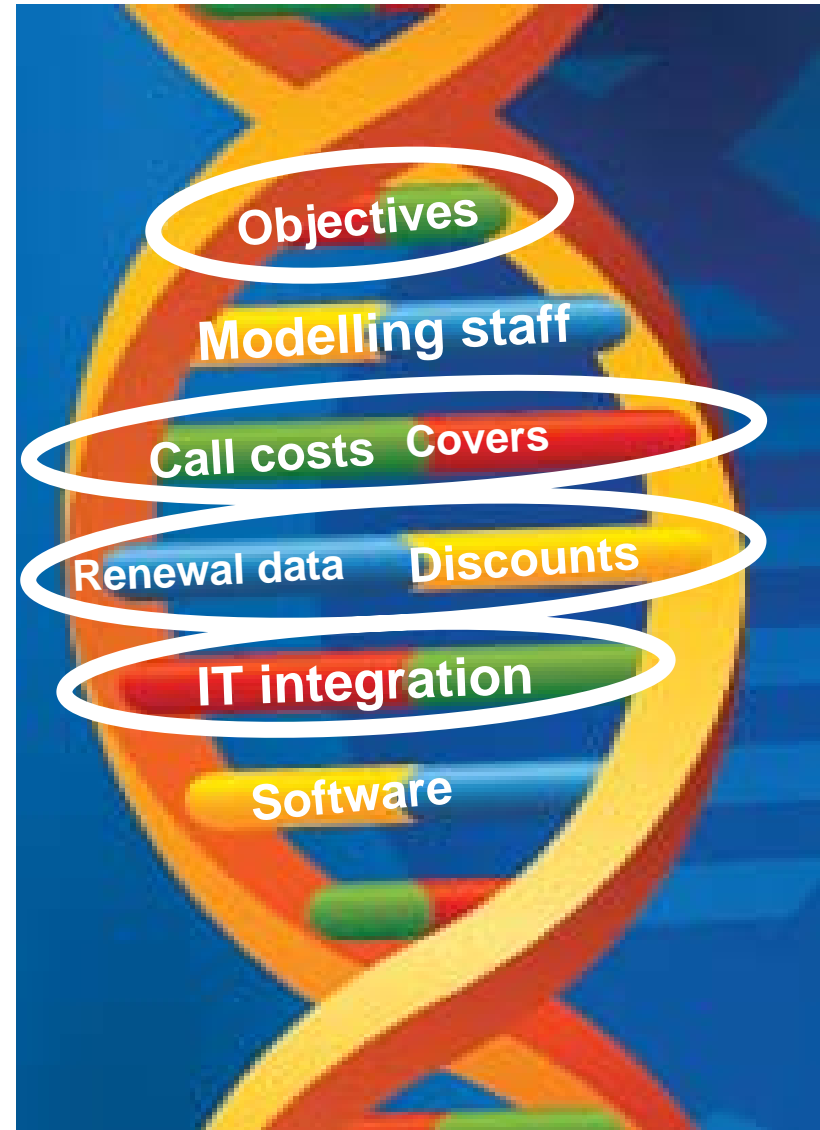 Objectives
Modelling staff
Call costs Covers
Renewal data Discounts
IT integration
Software